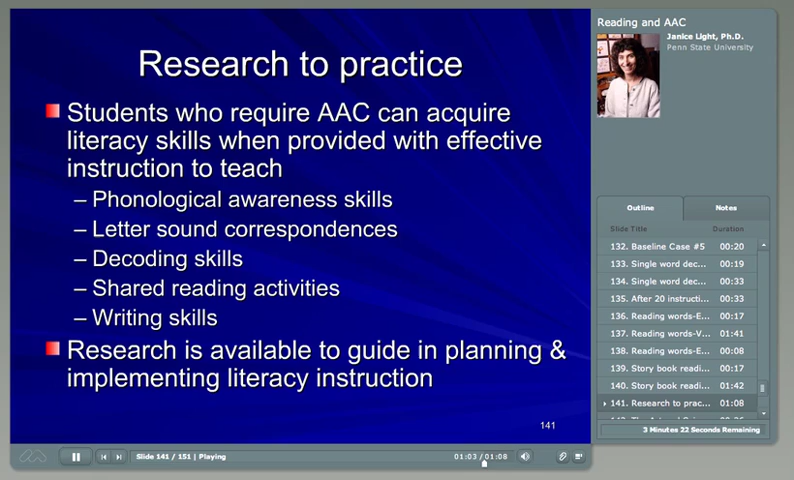 Research to practice
Students who require AAC can acquire
literacy skills when provided with effective
instruction to teach
– Phonological awareness skills
– Letter sound correspondences
– Decoding skills
– Shared reading activities
– Writing skills
Research is available to guide in planning &
implementing literacy instruction
141
Reading and AAC
Janice Light, Ph.D.
Penn State University
Outline
Notes
Slide Title Duration
132. Baseline Case #5 00:20
133. Single word dec... 00:19
134. Single word dec... 00:33
135. After 20 instructi... 00:33
136. Reading words-E... 00:17
137. Reading words-V... 01:41
138. Reading words-E... 00:08
139. Story book readi... 00:17
140. Story book readi... 01:42
141. Research to prac... 01:08
3 Minutes 22 Seconds Remaining
Slide 141 / 151 | Playing
01:03 / 01:08